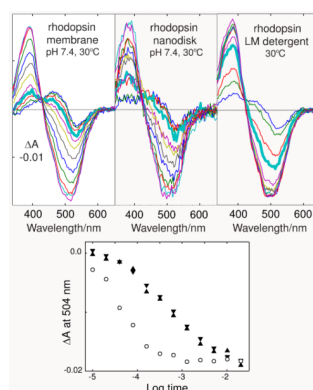 rhodopsin membrane pH 7.4, 30°C
rhodopsin nanodisk pH 7.4, 30°C
rhodopsin LM detergent 30°C
ΔA
-0.01
400 500 600
400 500 600
400 500 600
Wavelength/nm
Wavelength/nm
Wavelength/nm
0.0
ΔA at 504 nm
-0.02
-5 -4 -3 -2
Log time